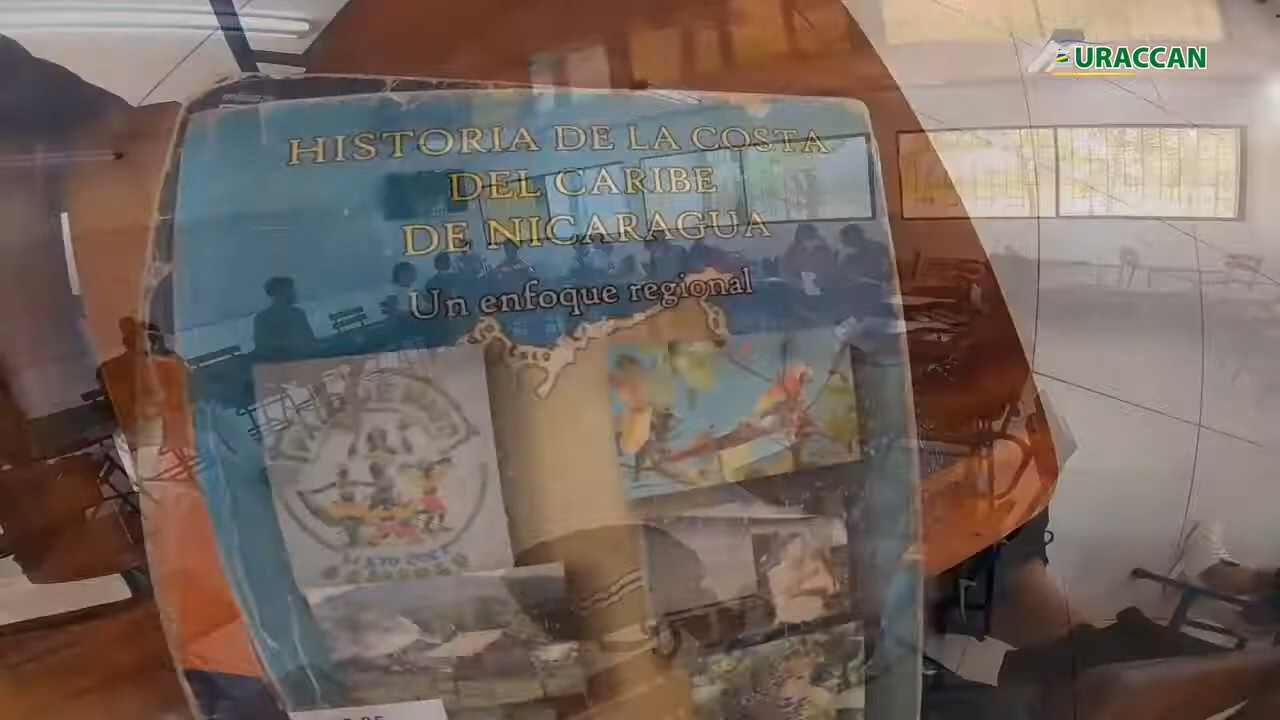 URACCAN
HISTORIA DE LA COSTA
DEL CARIBE
DE NICARAGUA
Un enfoque regional